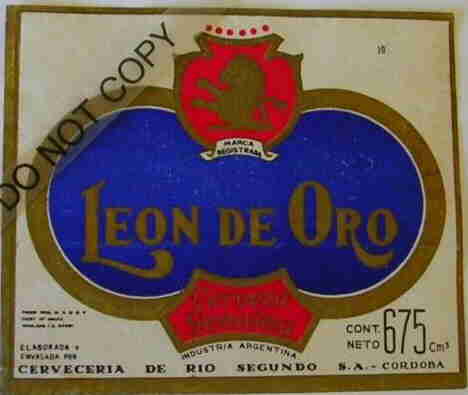 DO NOT COPY
10
MARCA
REGISTRADA
LEON DE ORO
INDUSTRIA ARGENTINA
CONT.
NETO 675 Cm³
ELABORADA Y
ENVASADA POR
CERVECERIA DE RIO SEGUNDO S.A. - CORDOBA